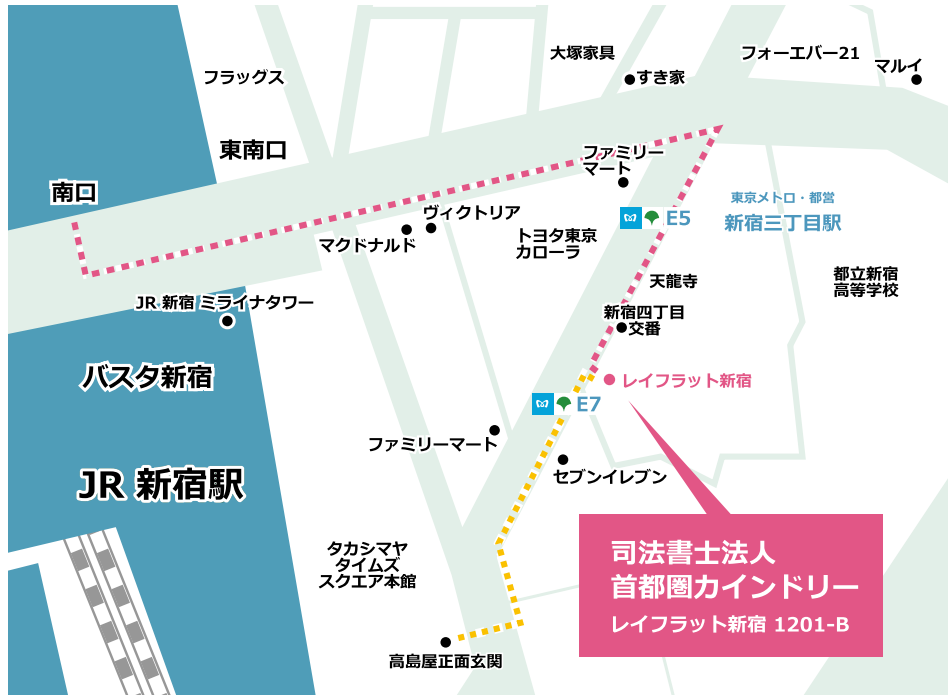 大塚家具
フォーエバー21
マルイ
フラッグス
すき家
東南口
ファミリー
マート
南口
東京メトロ・都営
新宿三丁目駅
E5
ヴィクトリア
マクドナルド
トヨタ東京
カローラ
天龍寺
都立新宿
高等学校
JR 新宿 ミライナタワー
新宿四丁目
交番
バスタ新宿
レイフラット新宿
E7
ファミリーマート
セブンイレブン
JR 新宿駅
タカシマヤ
タイムズ
スクエア本館
司法書士法人
首都圏カインドリー
レイフラット新宿 1201-B
高島屋正面玄関